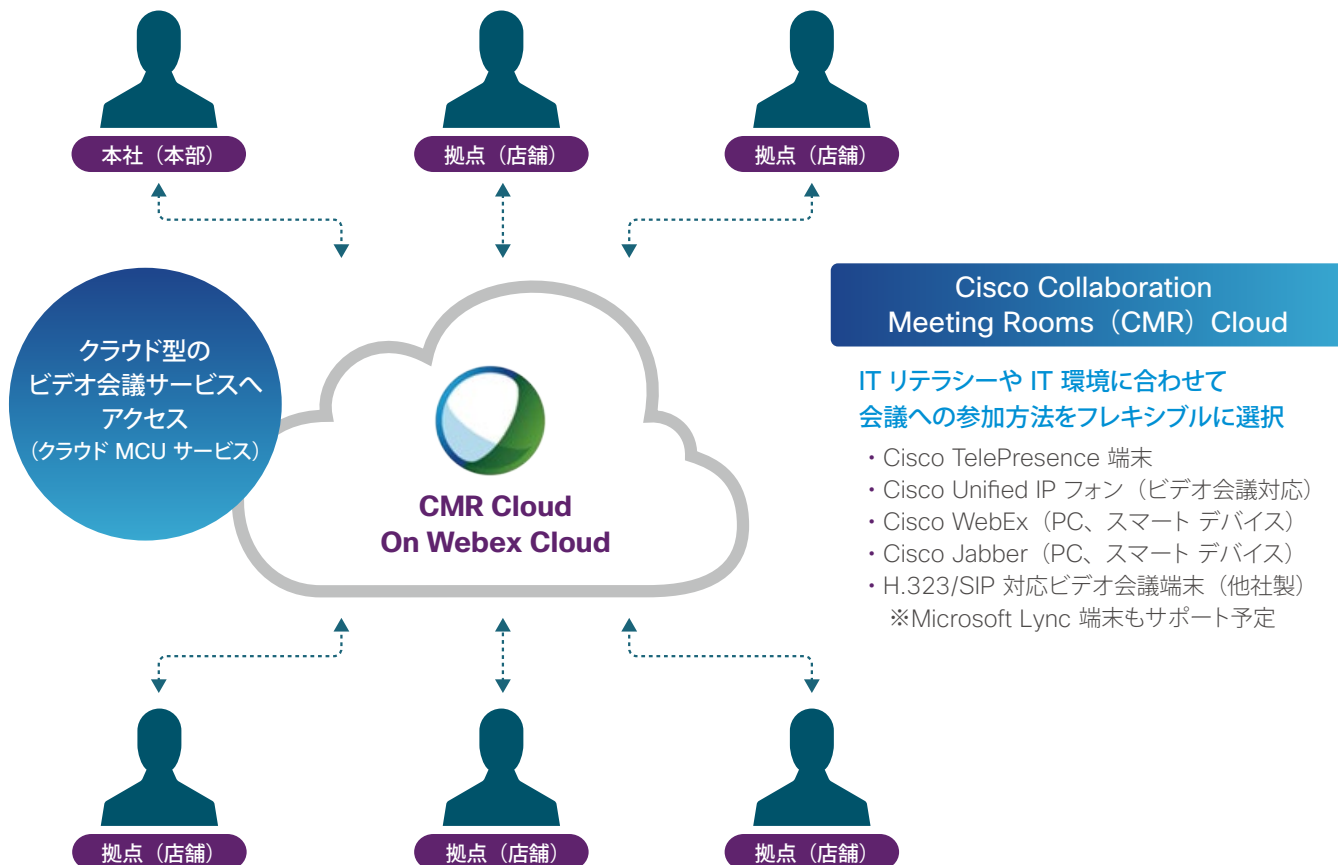 本社（本部）
拠点（店舗）
拠点（店舗）
クラウド型の
ビデオ会議サービスへ
アクセス
（クラウド MCU サービス）
CMR Cloud
On Webex Cloud
Cisco Collaboration
Meeting Rooms（CMR）Cloud
IT リテラシーや IT 環境に合わせて
会議への参加方法をフレキシブルに選択
・Cisco TelePresence 端末
・Cisco Unified IP フォン（ビデオ会議対応）
・Cisco WebEx（PC、スマート デバイス）
・Cisco Jabber（PC、スマート デバイス）
・H.323/SIP 対応ビデオ会議端末（他社製）
※Microsoft Lync 端末もサポート予定
拠点（店舗）
拠点（店舗）
拠点（店舗）